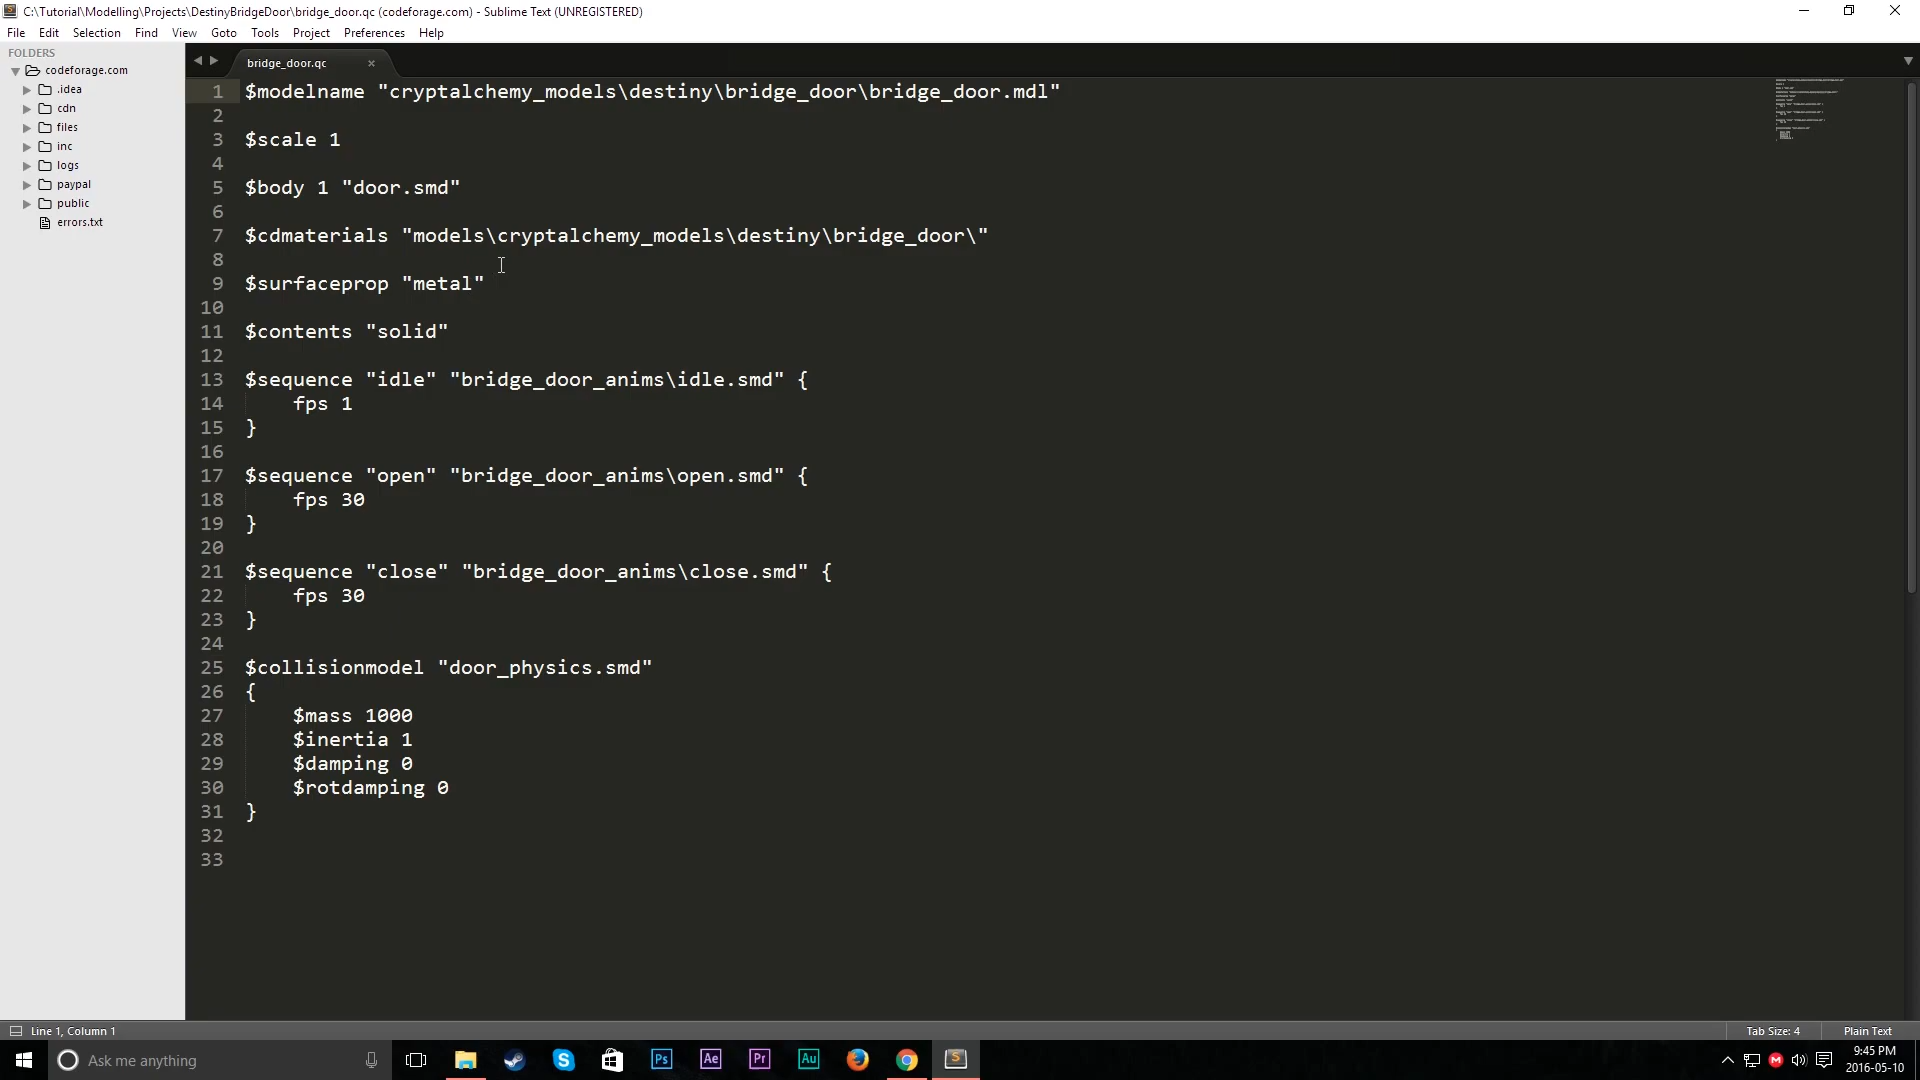 C:\Tutorial\Modelling\Projects\DestinyBridgeDoor\bridge_door.qc (codeforage.com) - Sublime Text (UNREGISTERED)
File Edit Selection Find View Goto Tools Project Preferences Help
FOLDERS
codeforage.com
.idea
cdn
files
inc
logs
paypal
public
errors.txt
bridge_door.qc
1 $modelname "cryptalchemy_models\destiny\bridge_door\bridge_door.mdl"
2
3 $scale 1
4
5 $body 1 "door.smd"
6
7 $cdmaterials "models\cryptalchemy_models\destiny\bridge_door\"
8
9 $surfaceprop "metal"
10
11 $contents "solid"
12
13 $sequence "idle" "bridge_door_anims\idle.smd" {
14 fps 1
15 }
16
17 $sequence "open" "bridge_door_anims\open.smd" {
18 fps 30
19 }
20
21 $sequence "close" "bridge_door_anims\close.smd" {
22 fps 30
23 }
24
25 $collisionmodel "door_physics.smd"
26 {
27 $mass 1000
28 $inertia 1
29 $damping 0
30 $rotdamping 0
31 }
32
33
Line 1, Column 1
Tab Size: 4
Plain Text
Ask me anything
Ps
Ae
Pr
Au
9:45 PM
2016-05-10